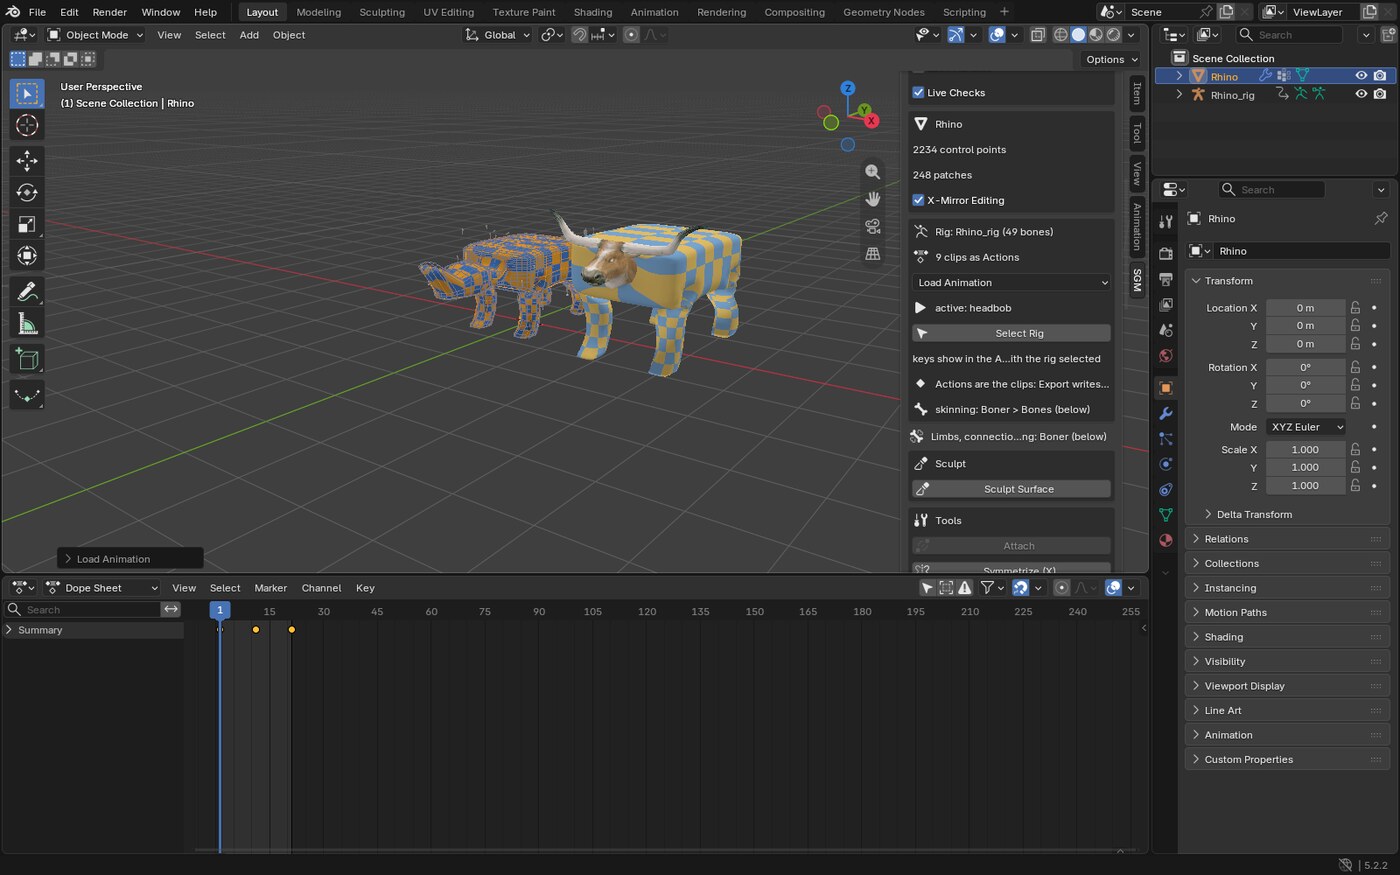 File Edit Render Window Help Layout Modeling Sculpting UV Editing Texture Paint Shading Animation Rendering Compositing Geometry Nodes Scripting + Scene ViewLayer
Object Mode View Select Add Object Global Search
Options
User Perspective
(1) Scene Collection | Rhino
Z
Y
X
Live Checks
Rhino
2234 control points
248 patches
X-Mirror Editing
Rig: Rhino_rig (49 bones)
9 clips as Actions
Load Animation
active: headbob
Select Rig
keys show in the A...ith the rig selected
Actions are the clips: Export writes...
skinning: Boner > Bones (below)
Limbs, connectio...ng: Boner (below)
Sculpt
Sculpt Surface
Tools
Attach
Symmetrize (X)
Item
Tool
View
Animation
SGM
Load Animation
Scene Collection
Rhino
Rhino_rig
Search
Rhino
Rhino
Transform
Location X 0 m
Y 0 m
Z 0 m
Rotation X 0°
Y 0°
Z 0°
Mode XYZ Euler
Scale X 1.000
Y 1.000
Z 1.000
Delta Transform
Relations
Collections
Instancing
Motion Paths
Shading
Visibility
Viewport Display
Line Art
Animation
Custom Properties
Dope Sheet View Select Marker Channel Key
Search 1 15 30 45 60 75 90 105 120 135 150 165 180 195 210 225 240 255
Summary
5.2.2